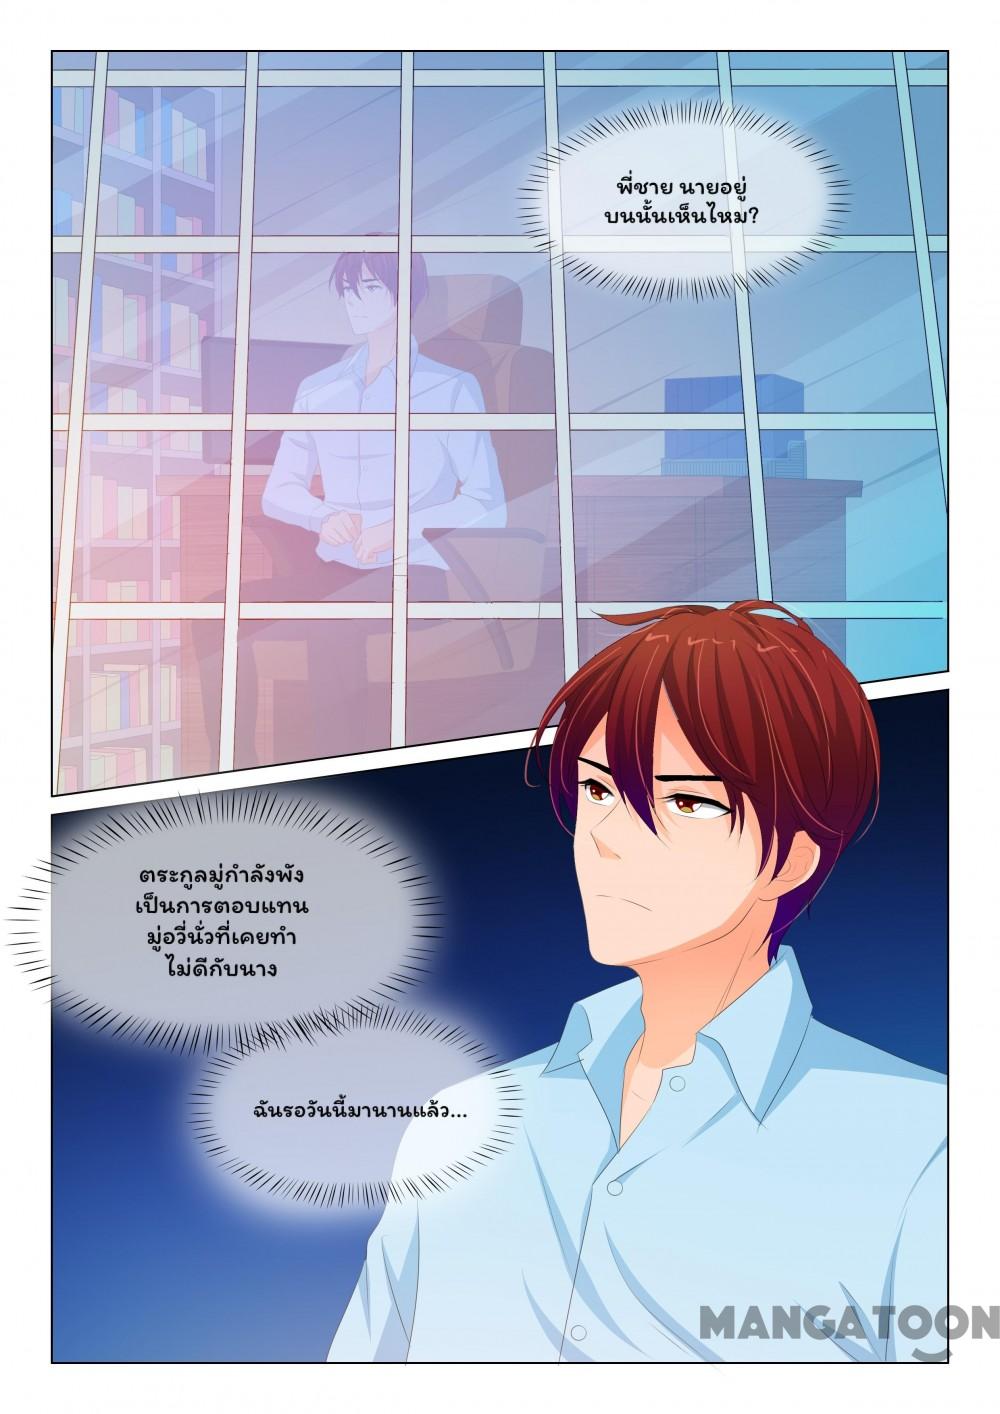 พี่ชาย นายอยู่
บนนั้นเห็นไหม?
ตระกูลมู่กำลังพัง
เป็นการตอบแทน
มู่อวี่นั่วที่เคยทำ
ไม่ดีกับนาง
ฉันรอวันนี้มานานแล้ว...
MANGATOON